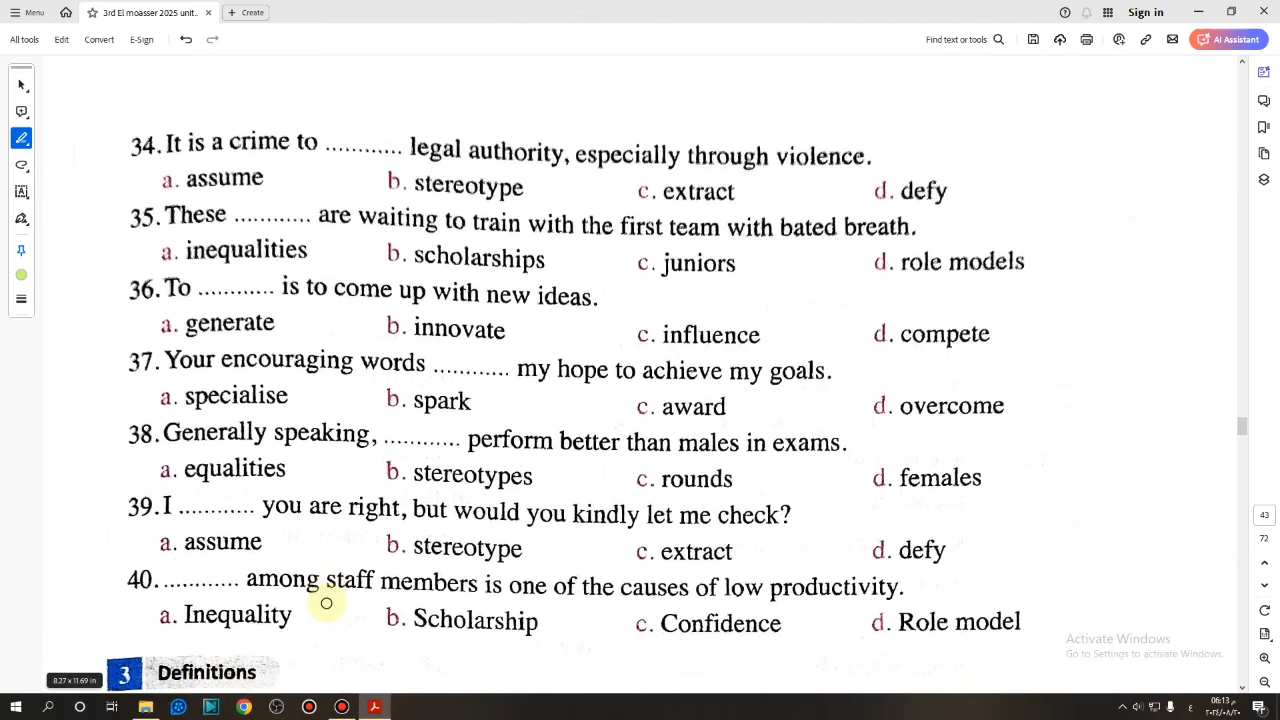 Menu
3rd El moasser 2025 unit..
Create
Sign in
All tools Edit Convert E-Sign
Find text or tools
AI Assistant
34. It is a crime to ............ legal authority, especially through violence.
a. assume b. stereotype c. extract d. defy
35. These ............ are waiting to train with the first team with bated breath.
a. inequalities b. scholarships c. juniors d. role models
36. To ............ is to come up with new ideas.
a. generate b. innovate c. influence d. compete
37. Your encouraging words ............ my hope to achieve my goals.
a. specialise b. spark c. award d. overcome
38. Generally speaking, ............ perform better than males in exams.
a. equalities b. stereotypes c. rounds d. females
39. I ............ you are right, but would you kindly let me check?
a. assume b. stereotype c. extract d. defy
40. ............ among staff members is one of the causes of low productivity.
a. Inequality b. Scholarship c. Confidence d. Role model
3 Definitions
43
72
Activate Windows
Go to Settings to activate Windows.
8.27 x 11.69 in
06:13 م